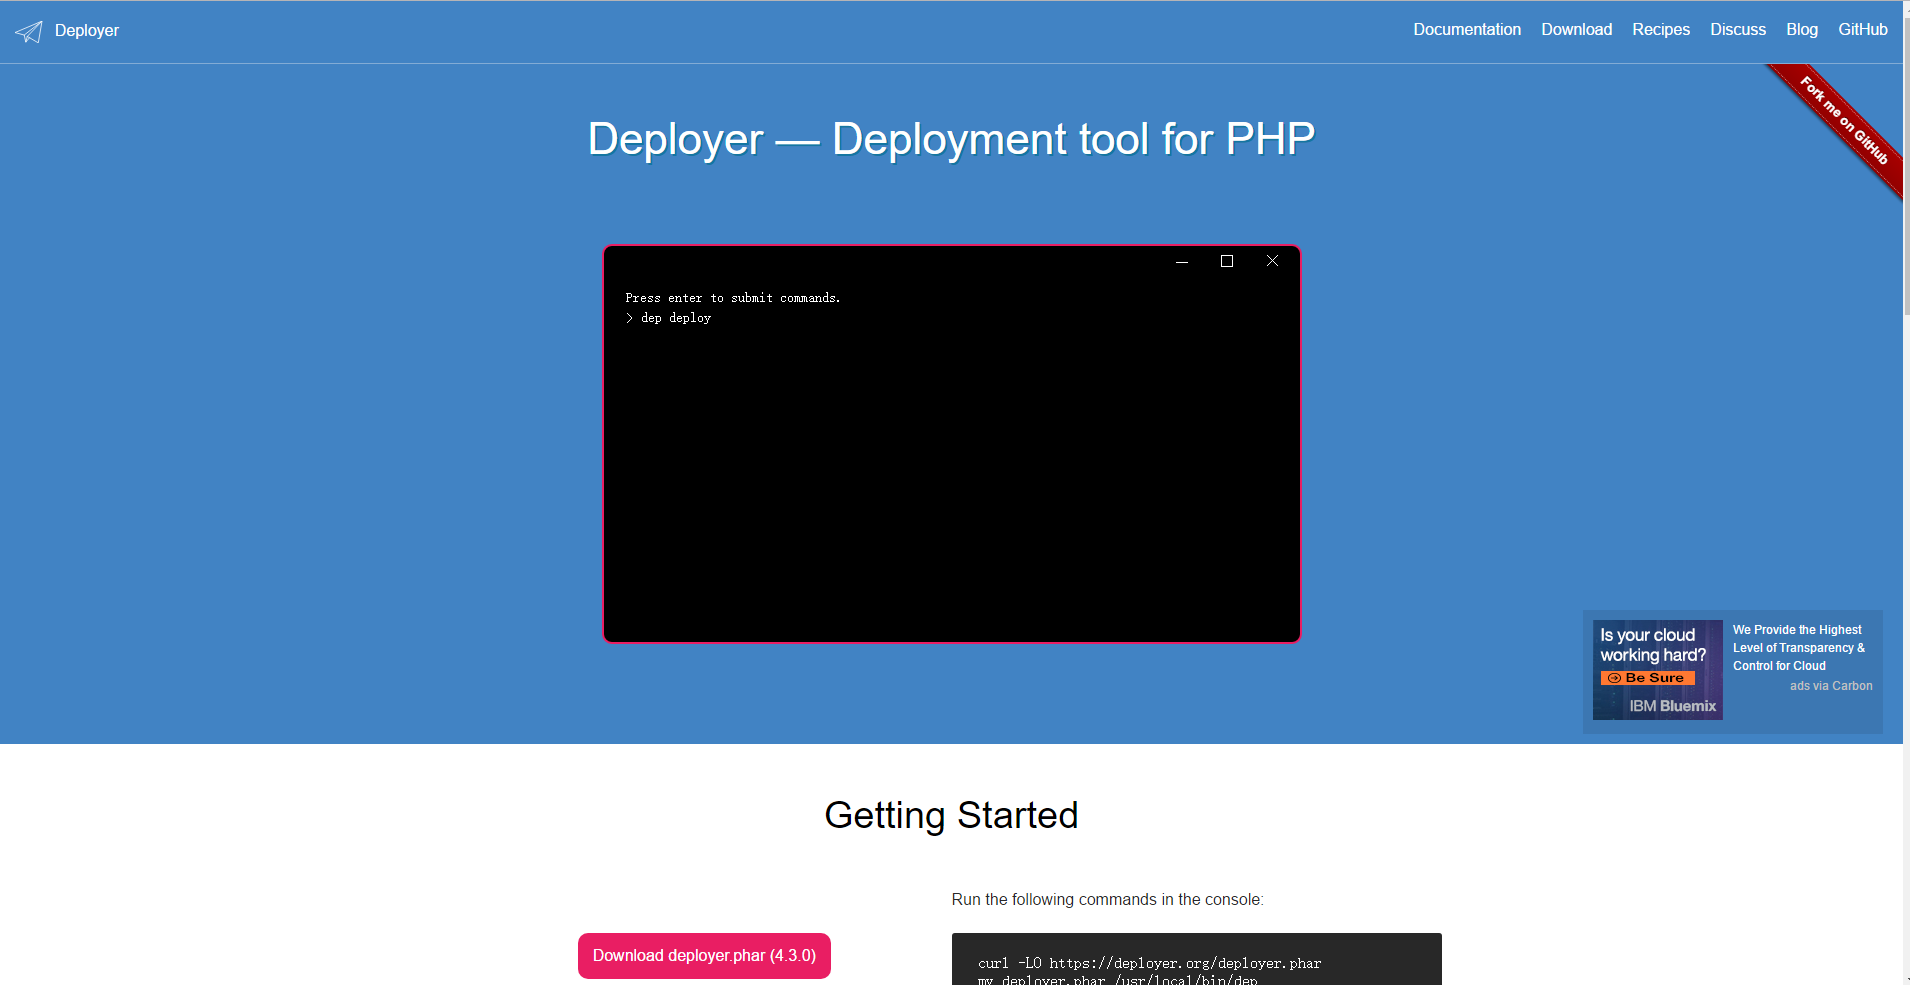 Deployer
Documentation Download Recipes Discuss Blog GitHub
Fork me on GitHub
Deployer — Deployment tool for PHP
Press enter to submit commands.
> dep deploy
Is your cloud
working hard?
Be Sure
IBM Bluemix
We Provide the Highest
Level of Transparency &
Control for Cloud
ads via Carbon
Getting Started
Download deployer.phar (4.3.0)
Run the following commands in the console:
curl -LO https://deployer.org/deployer.phar
mv deployer.phar /usr/local/bin/dep